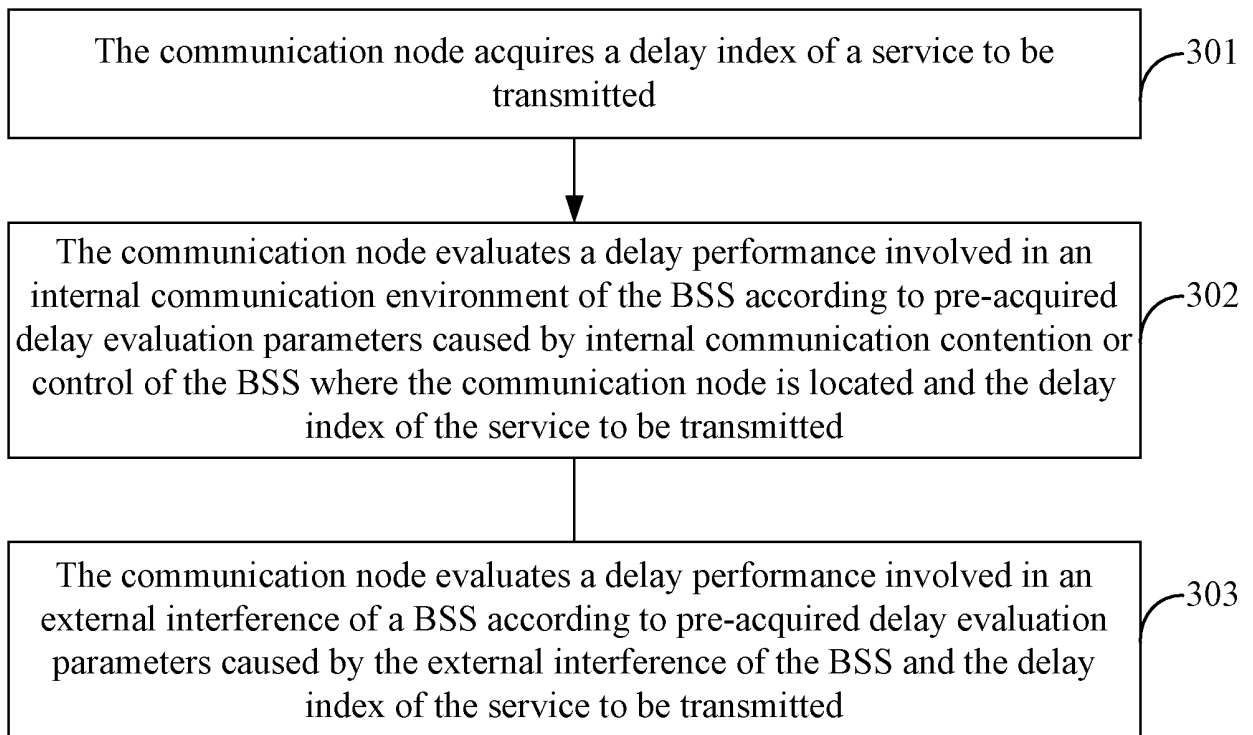 The communication node acquires a delay index of a service to be
transmitted
301
The communication node evaluates a delay performance involved in an
internal communication environment of the BSS according to pre-acquired
delay evaluation parameters caused by internal communication contention or
control of the BSS where the communication node is located and the delay
index of the service to be transmitted
302
The communication node evaluates a delay performance involved in an
external interference of a BSS according to pre-acquired delay evaluation
parameters caused by the external interference of the BSS and the delay
index of the service to be transmitted
303